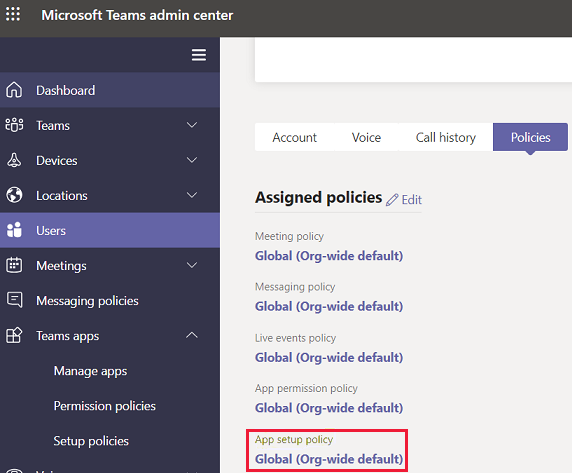 Microsoft Teams admin center
Dashboard
Teams
Devices
Locations
Users
Meetings
Messaging policies
Teams apps
Manage apps
Permission policies
Setup policies
Account Voice Call history Policies
Assigned policies Edit
Meeting policy
Global (Org-wide default)
Messaging policy
Global (Org-wide default)
Live events policy
Global (Org-wide default)
App permission policy
Global (Org-wide default)
App setup policy
Global (Org-wide default)